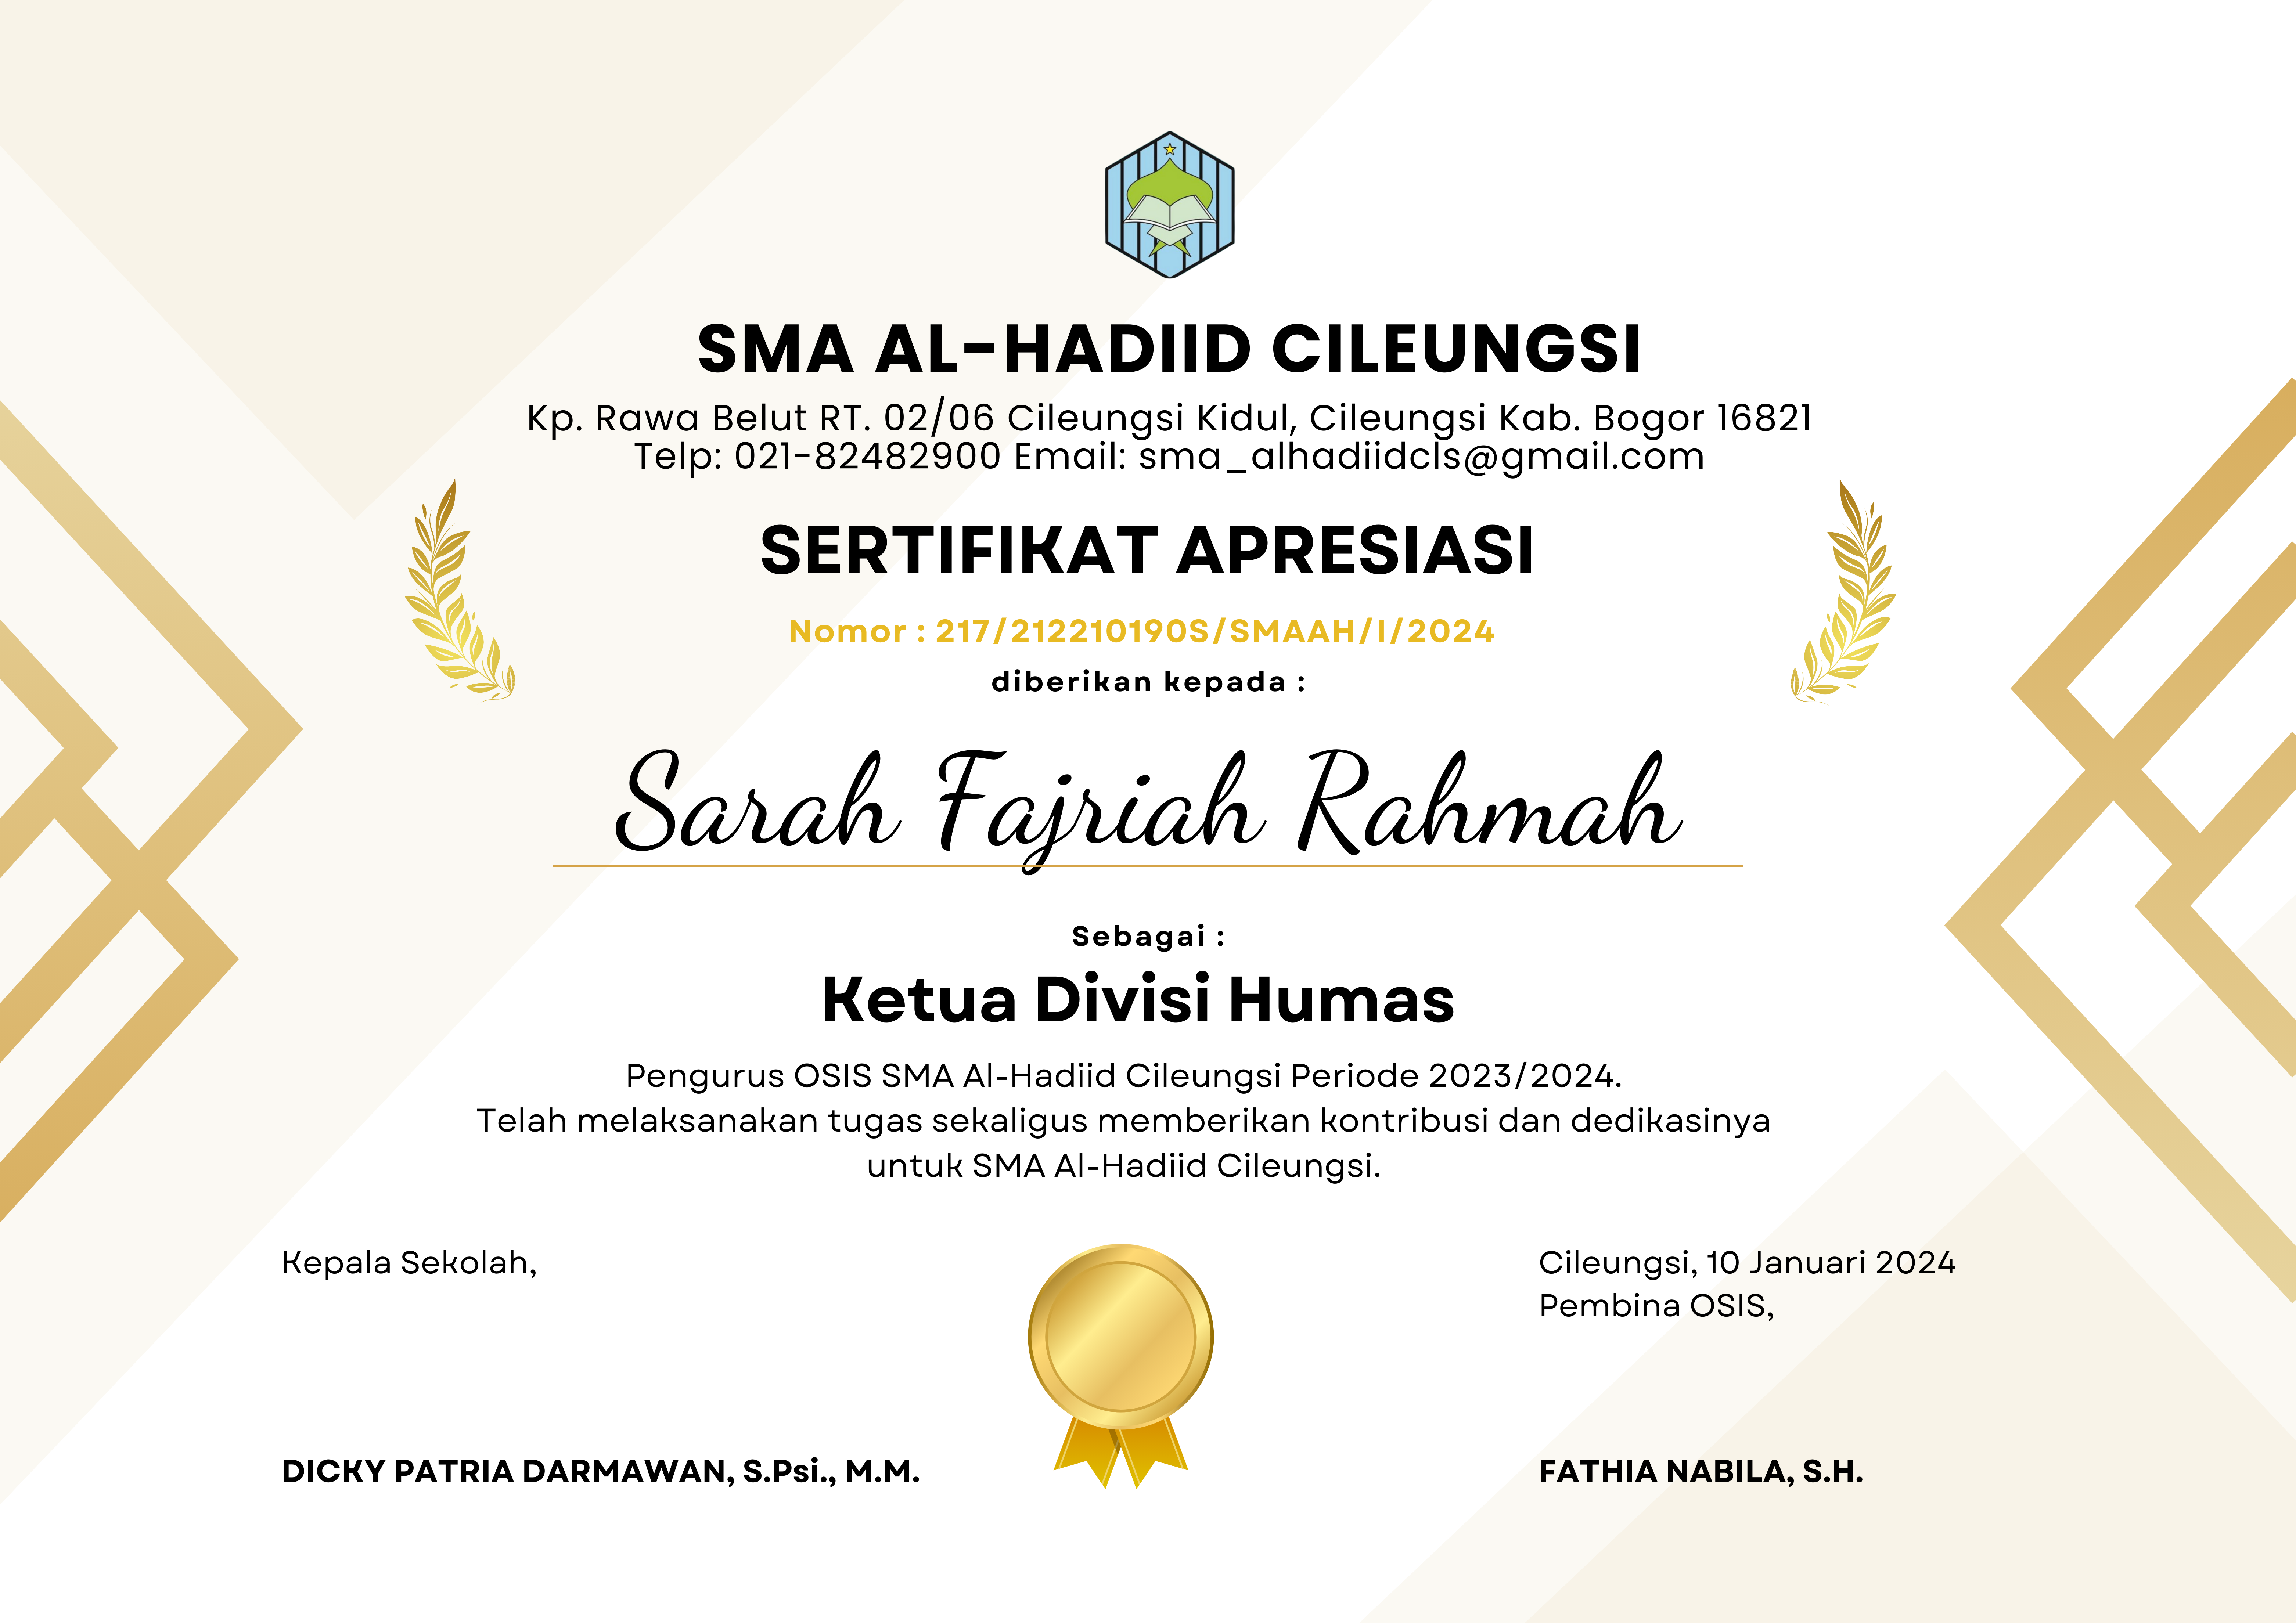 SMA AL-HADIID CILEUNGSI
Kp. Rawa Belut RT. 02/06 Cileungsi Kidul, Cileungsi Kab. Bogor 16821
Telp: 021-82482900 Email: sma_alhadiidcls@gmail.com
SERTIFIKAT APRESIASI
Nomor : 217/212210190S/SMAAH/I/2024
diberikan kepada :
Sarah Fajriah Rahmah
Sebagai :
Ketua Divisi Humas
Pengurus OSIS SMA Al-Hadiid Cileungsi Periode 2023/2024.
Telah melaksanakan tugas sekaligus memberikan kontribusi dan dedikasinya
untuk SMA Al-Hadiid Cileungsi.
Kepala Sekolah,
DICKY PATRIA DARMAWAN, S.Psi., M.M.
Cileungsi, 10 Januari 2024
Pembina OSIS,
FATHIA NABILA, S.H.